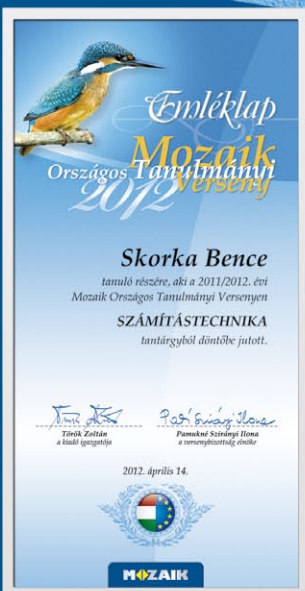 Emléklap
Mozaik
Országos Tanulmányi
2012 Verseny
Skorka Bence
tanuló részére, aki a 2011/2012. évi
Mozaik Országos Tanulmányi Versenyen
SZÁMÍTÁSTECHNIKA
tantárgyból döntőbe jutott.
Török Zoltán
a kiadó igazgatója
Pamukné Szirányi Ilona
a versenybizottság elnöke
2012. április 14.
MOZAIK